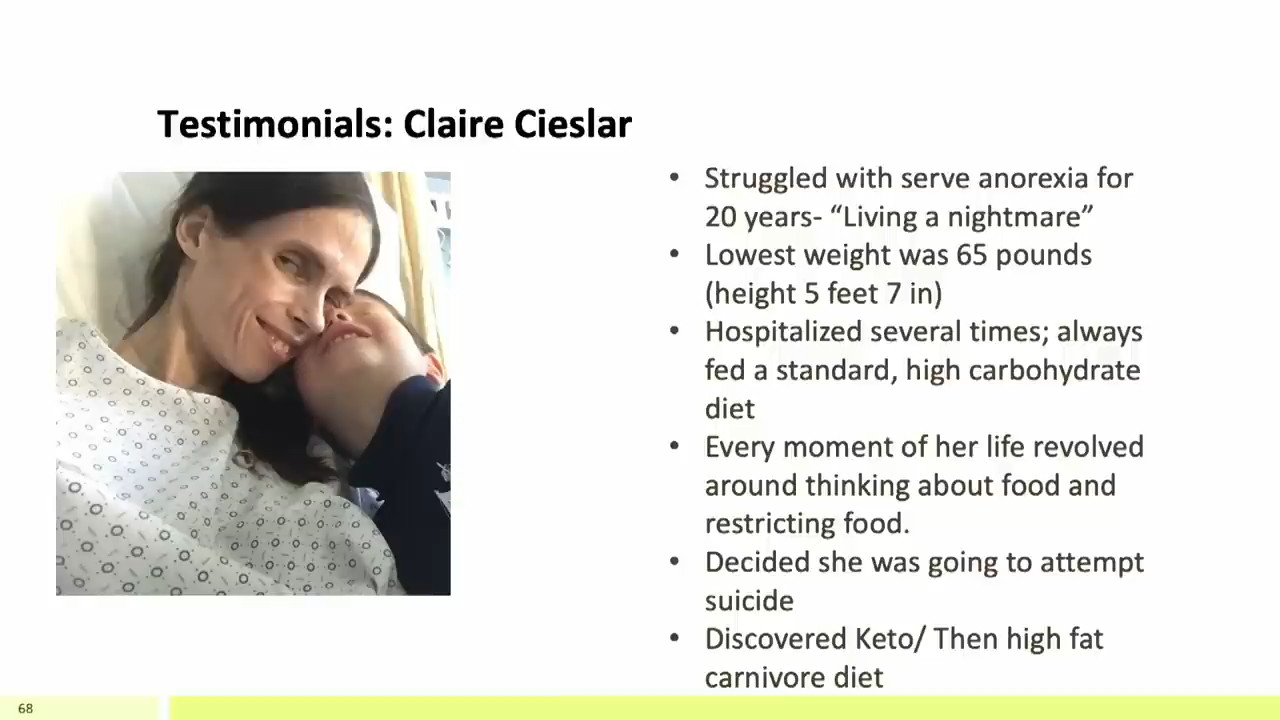 Testimonials: Claire Cieslar
• Struggled with serve anorexia for
20 years- “Living a nightmare”
• Lowest weight was 65 pounds
(height 5 feet 7 in)
• Hospitalized several times; always
fed a standard, high carbohydrate
diet
• Every moment of her life revolved
around thinking about food and
restricting food.
• Decided she was going to attempt
suicide
• Discovered Keto/ Then high fat
carnivore diet
68